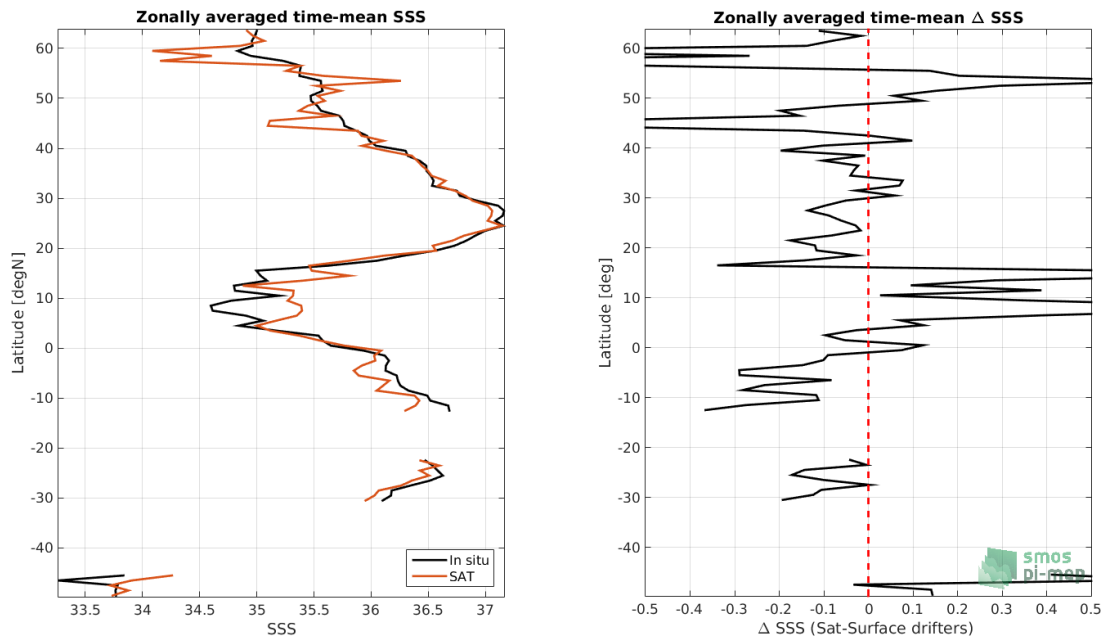 Zonally averaged time-mean SSS
60
50
40
30
20
10
0
-10
-20
-30
-40
Latitude [degN]
33.5 34 34.5 35 35.5 36 36.5 37
SSS
In situ
SAT
Zonally averaged time-mean Δ SSS
60
50
40
30
20
10
0
-10
-20
-30
-40
Latitude [deg]
-0.5 -0.4 -0.3 -0.2 -0.1 0 0.1 0.2 0.3 0.4 0.5
Δ SSS (Sat-Surface drifters)
smos
pi-mep